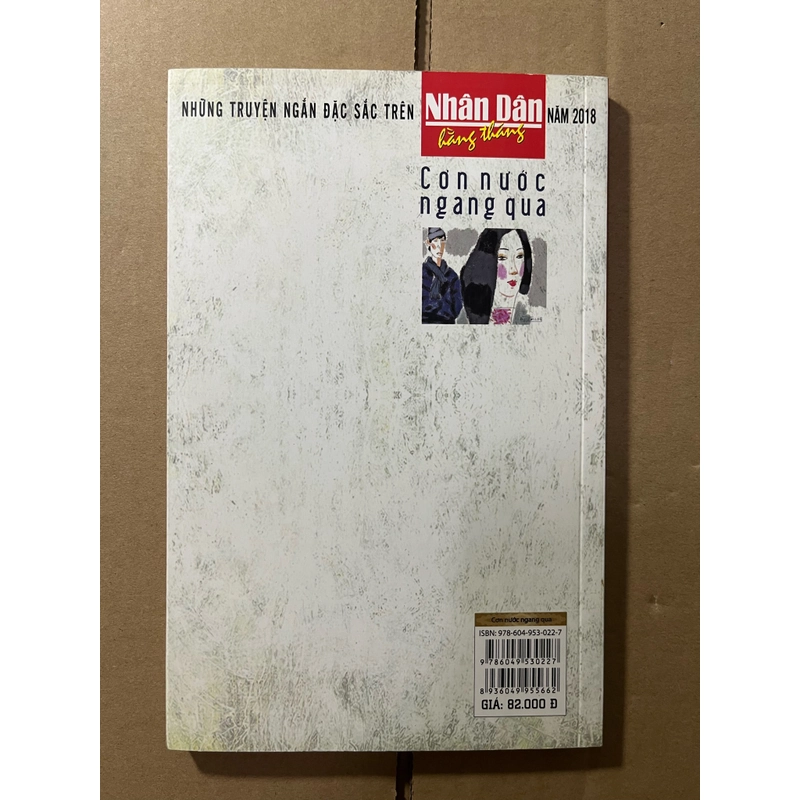 NHỮNG TRUYỆN NGẮN ĐẶC SẮC TRÊN Nhân Dân hằng tháng NĂM 2018
Cơn nước
ngang qua
Cơn nước ngang qua
ISBN: 978-604-953-022-7
9 786049 530227
8 936049 955662
GIÁ: 82.000 Đ